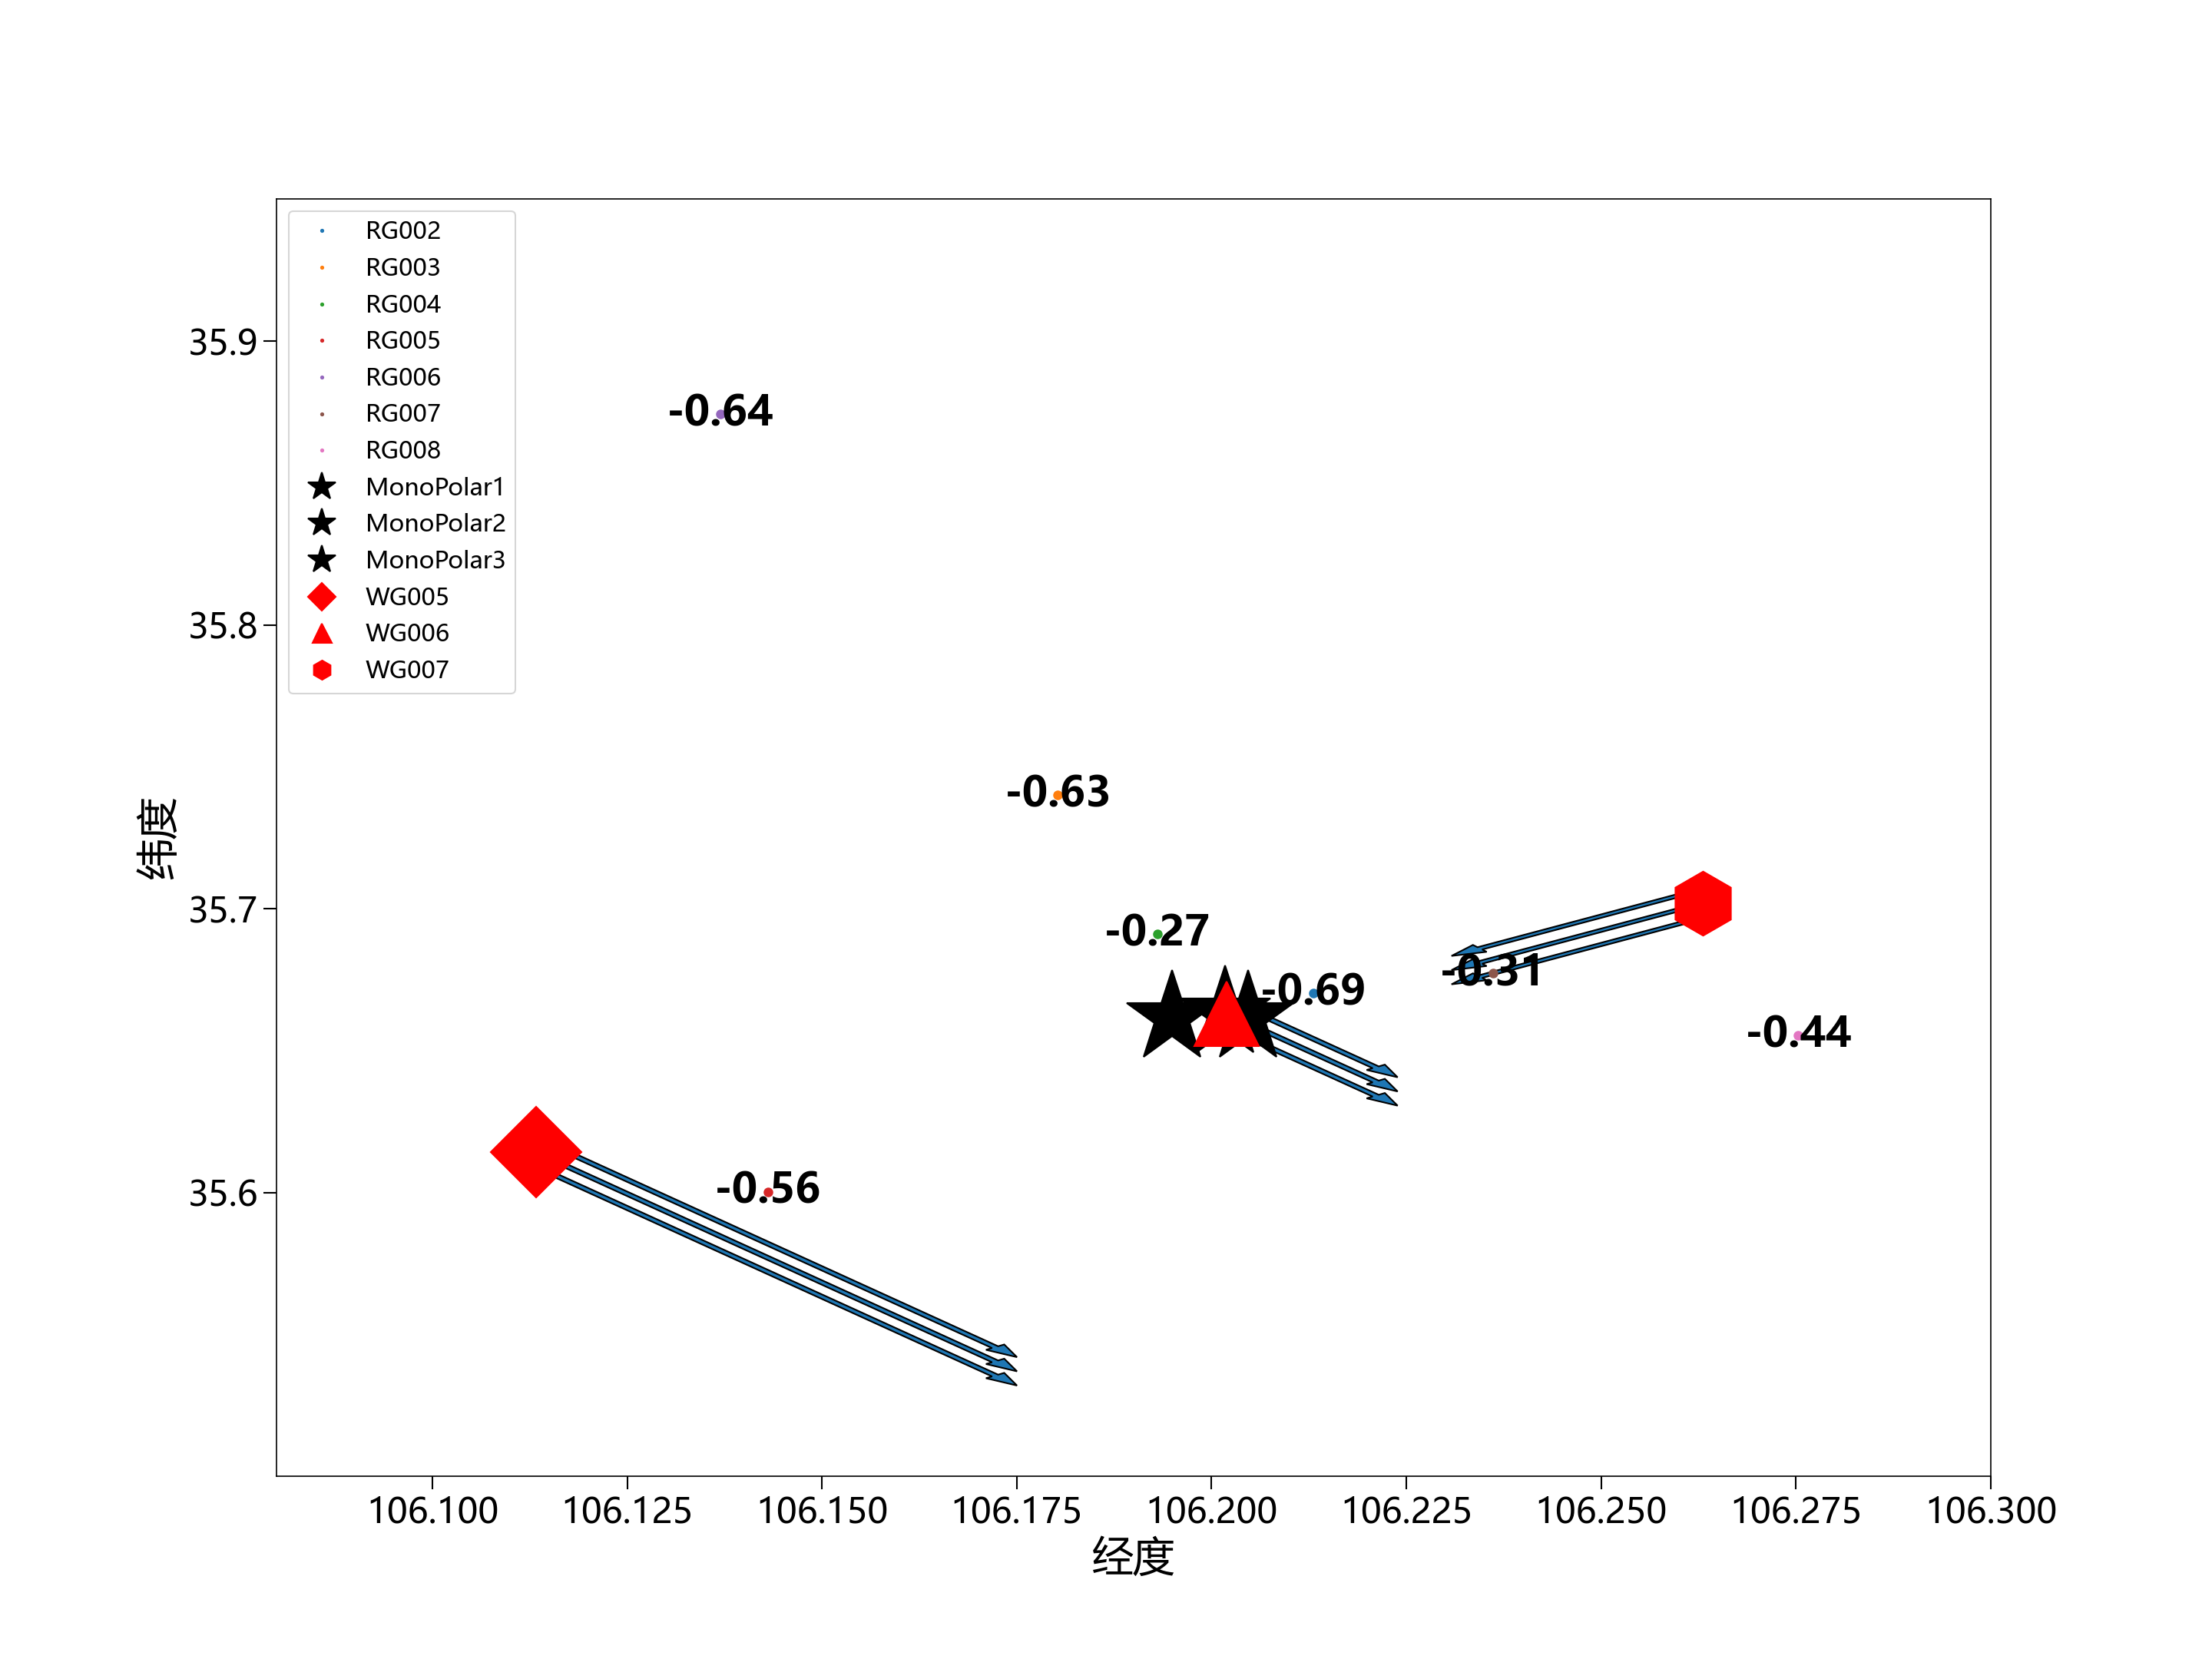 RG002
RG003
RG004
RG005
RG006
RG007
RG008
MonoPolar1
MonoPolar2
MonoPolar3
WG005
WG006
WG007
35.9
35.8
35.7
35.6
纬度
-0.64
-0.63
-0.27
-0.31
-0.69
-0.44
-0.56
106.100
106.125
106.150
106.175
106.200
106.225
106.250
106.275
106.300
经度